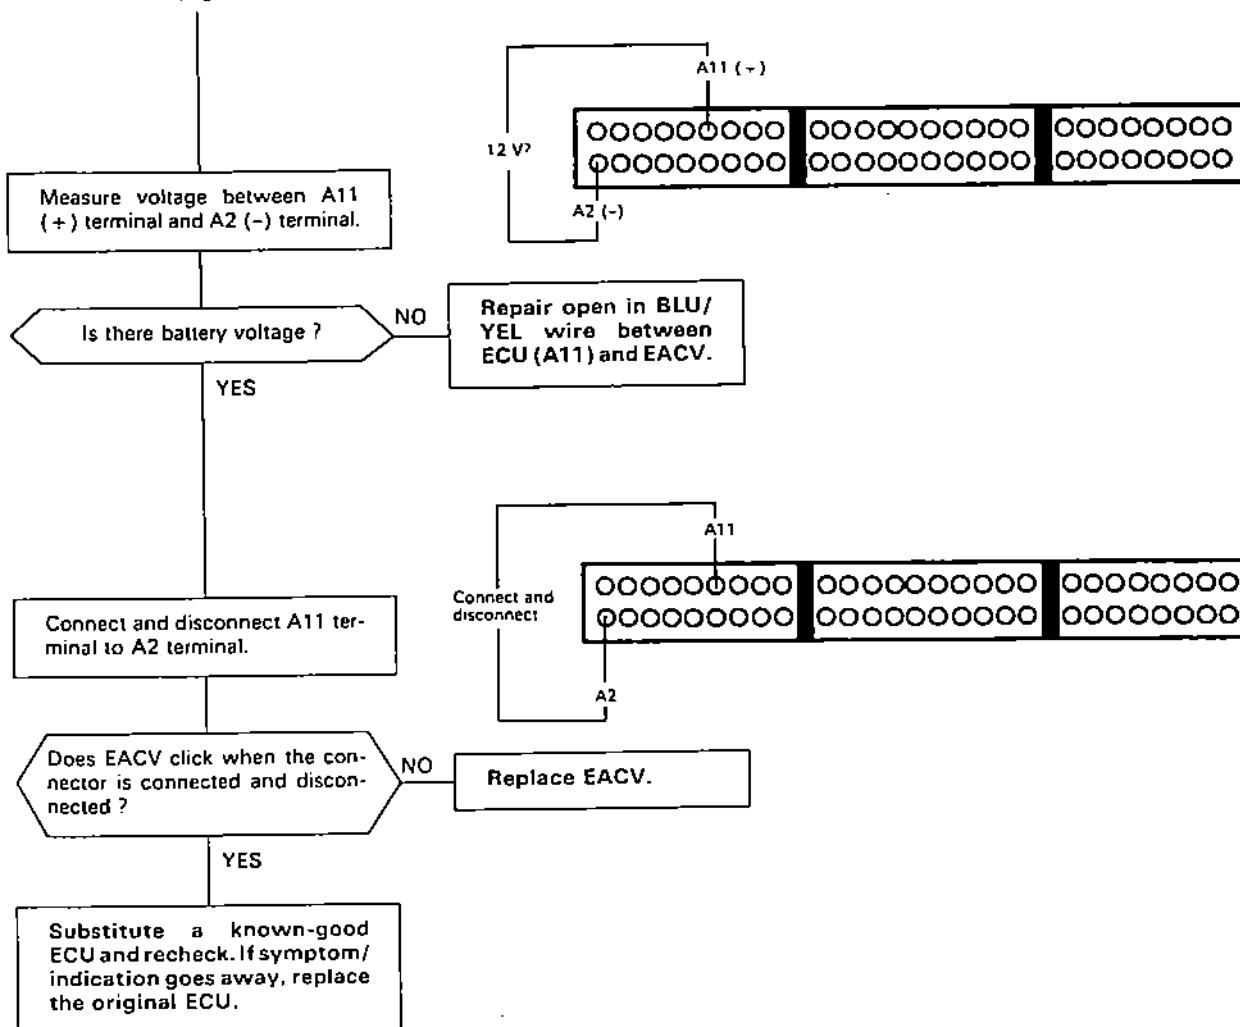 A11 (+)
12 V?
A2 (-)
Measure voltage between A11
(+) terminal and A2 (-) terminal.
Is there battery voltage ?
NO
Repair open in BLU/
YEL wire between
ECU (A11) and EACV.
YES
A11
Connect and
disconnect
A2
Connect and disconnect A11 ter-
minal to A2 terminal.
Does EACV click when the con-
nector is connected and discon-
nected ?
NO
Replace EACV.
YES
Substitute a known-good
ECU and recheck. If symptom/
indication goes away, replace
the original ECU.